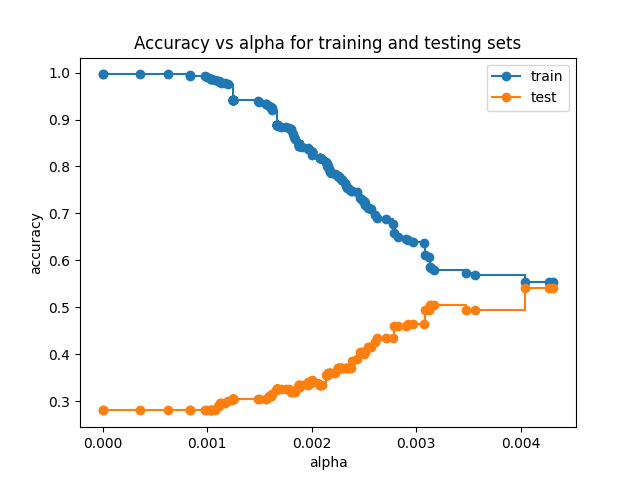 Accuracy vs alpha for training and testing sets
train
test
accuracy
1.0
0.9
0.8
0.7
0.6
0.5
0.4
0.3
0.000
0.001
0.002
0.003
0.004
alpha